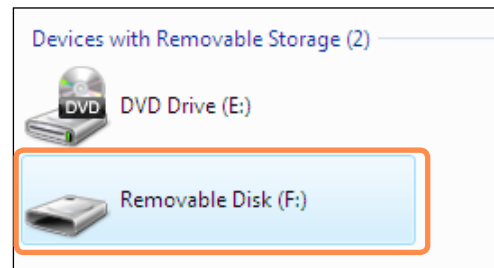 Devices with Removable Storage (2)
DVD
DVD Drive (E:)
Removable Disk (F:)